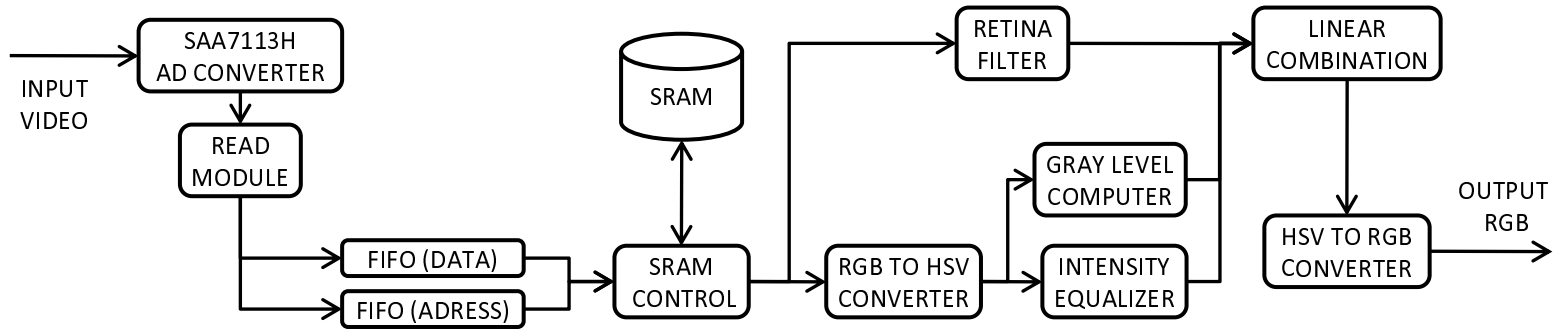 INPUT
VIDEO
SAA7113H
AD CONVERTER
READ
MODULE
FIFO (DATA)
FIFO (ADRESS)
SRAM
SRAM
CONTROL
RETINA
FILTER
RGB TO HSV
CONVERTER
GRAY LEVEL
COMPUTER
INTENSITY
EQUALIZER
LINEAR
COMBINATION
HSV TO RGB
CONVERTER
OUTPUT
RGB